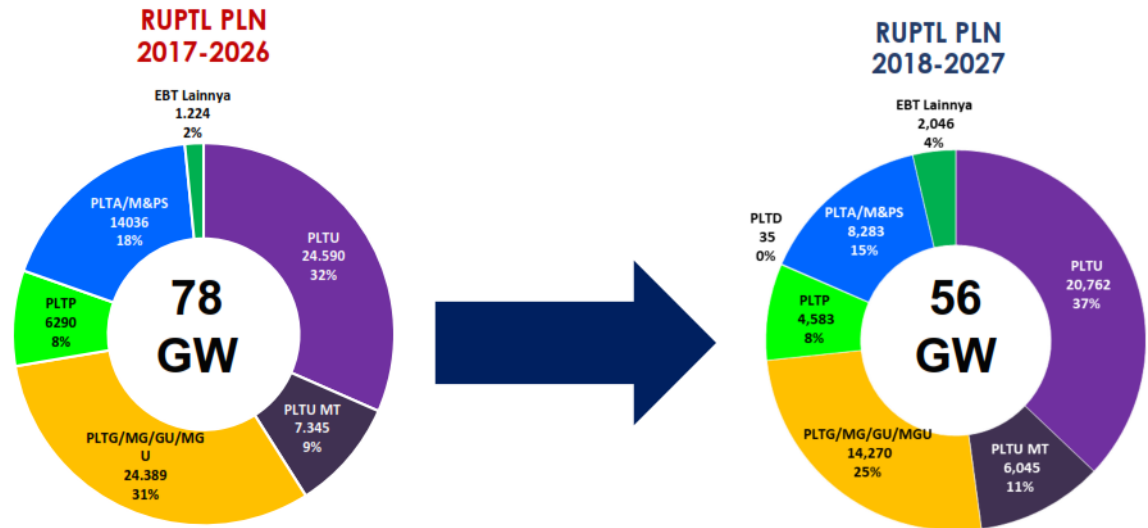 RUPTL PLN
2017-2026
EBT Lainnya
1.224
2%
PLTU
24.590
32%
PLTU MT
7.345
9%
PLTG/MG/GU/MG
U
24.389
31%
PLTP
6290
8%
PLTA/M&PS
14036
18%
78
GW
RUPTL PLN
2018-2027
EBT Lainnya
2,046
4%
PLTU
20,762
37%
PLTU MT
6,045
11%
PLTG/MG/GU/MGU
14,270
25%
PLTP
4,583
8%
PLTD
35
0%
PLTA/M&PS
8,283
15%
56
GW